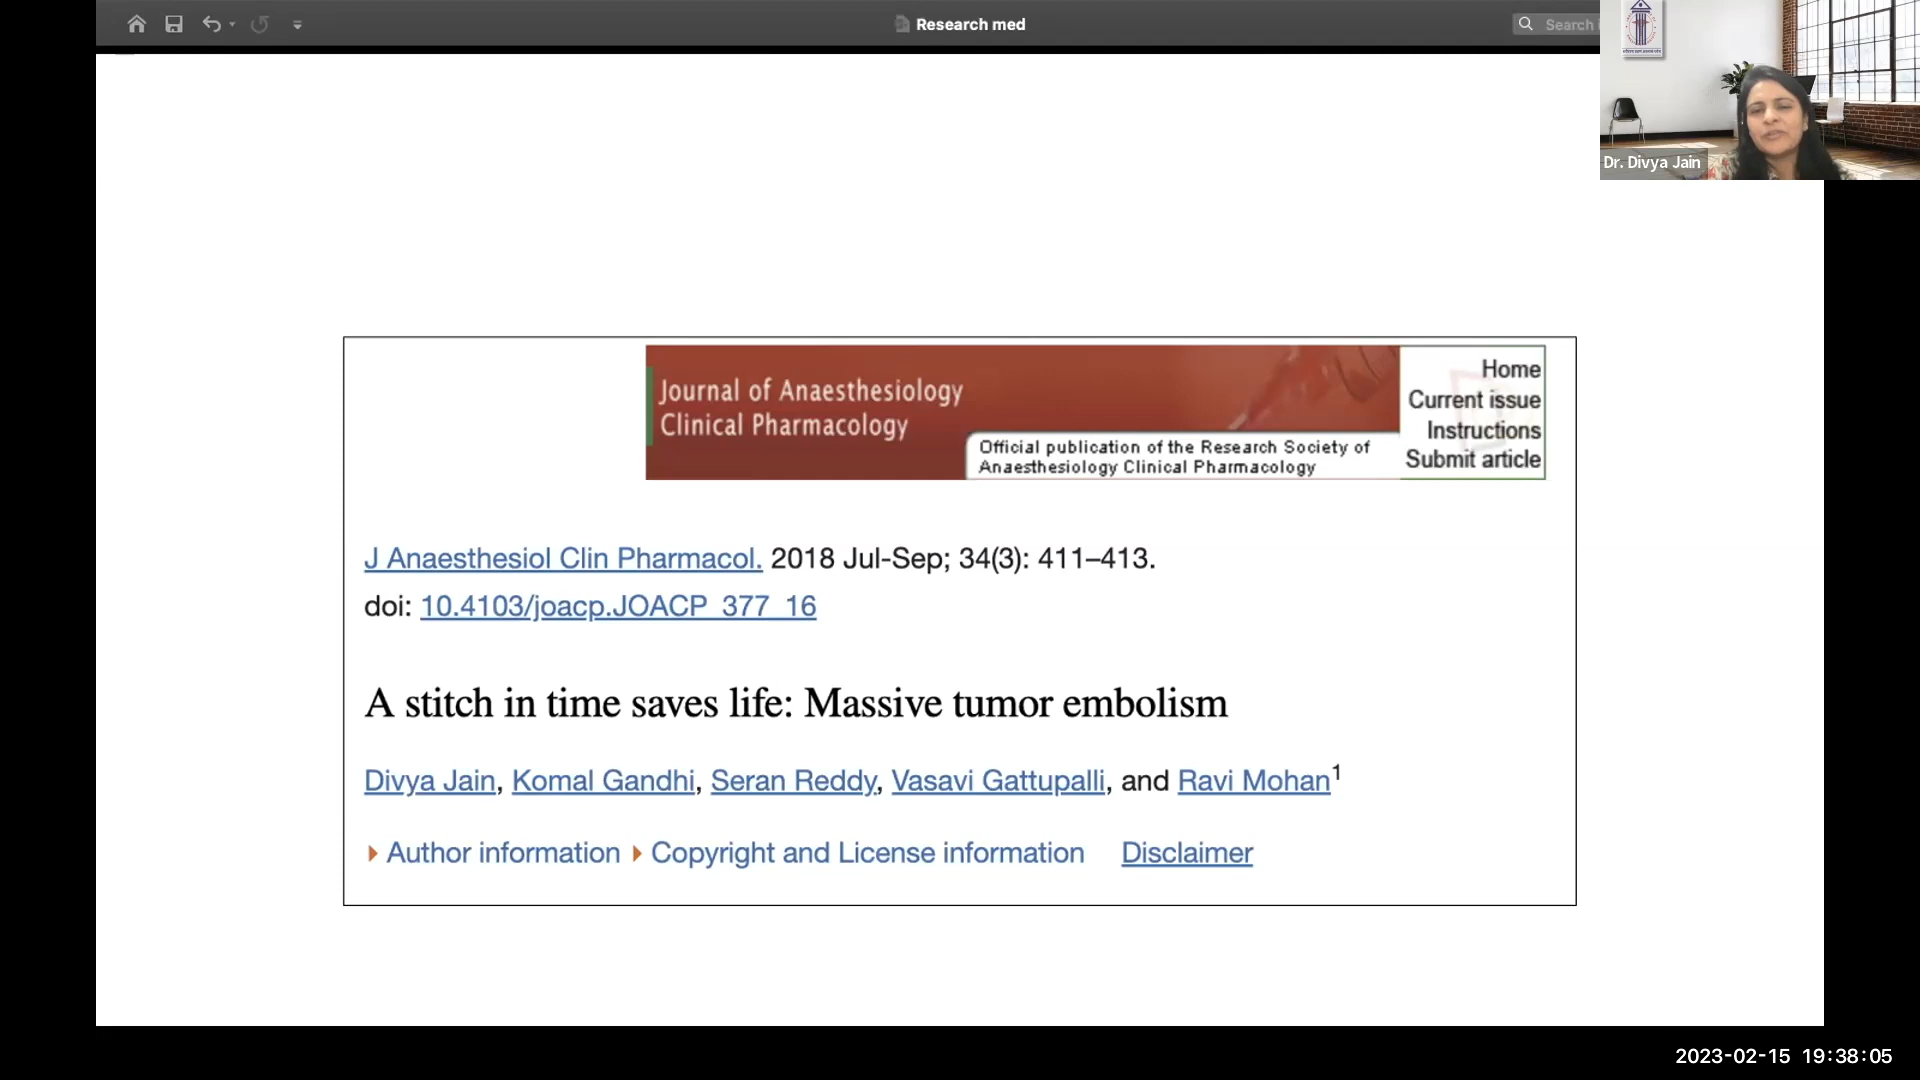 Research med
Search i
Dr. Divya Jain
Journal of Anaesthesiology
Clinical Pharmacology
Official publication of the Research Society of
Anaesthesiology Clinical Pharmacology
Home
Current issue
Instructions
Submit article
J Anaesthesiol Clin Pharmacol. 2018 Jul-Sep; 34(3): 411–413.
doi: 10.4103/joacp.JOACP_377_16
A stitch in time saves life: Massive tumor embolism
Divya Jain, Komal Gandhi, Seran Reddy, Vasavi Gattupalli, and Ravi Mohan1
Author information Copyright and License information Disclaimer
2023-02-15 19:38:05